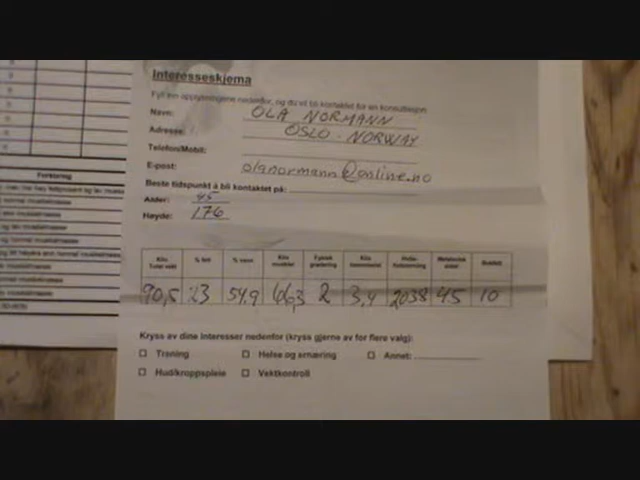 Interesseskjema
Fyll inn opplysningene nedenfor, og du vil bli kontaktet for en konsultasjon
Navn: OLA NORMANN
Adresse: OSLO - NORWAY
Telefon/Mobil:
E-post: olanormann@online.no
Beste tidspunkt å bli kontaktet på:
Alder: 45
Høyde: 176
Kilo Total vekt % fett % vann Kilo muskler Fysisk gradering Kilo beinmasse Hvile-forbrenning Metabolsk alder Bukfett
90,5 23 54,9 66,3 2 3,4 2038 45 10
Kryss av dine interesser nedenfor (kryss gjerne av for flere valg):
Trening Helse og ernæring Annet:
Hud/kroppspleie Vektkontroll
Forklaring